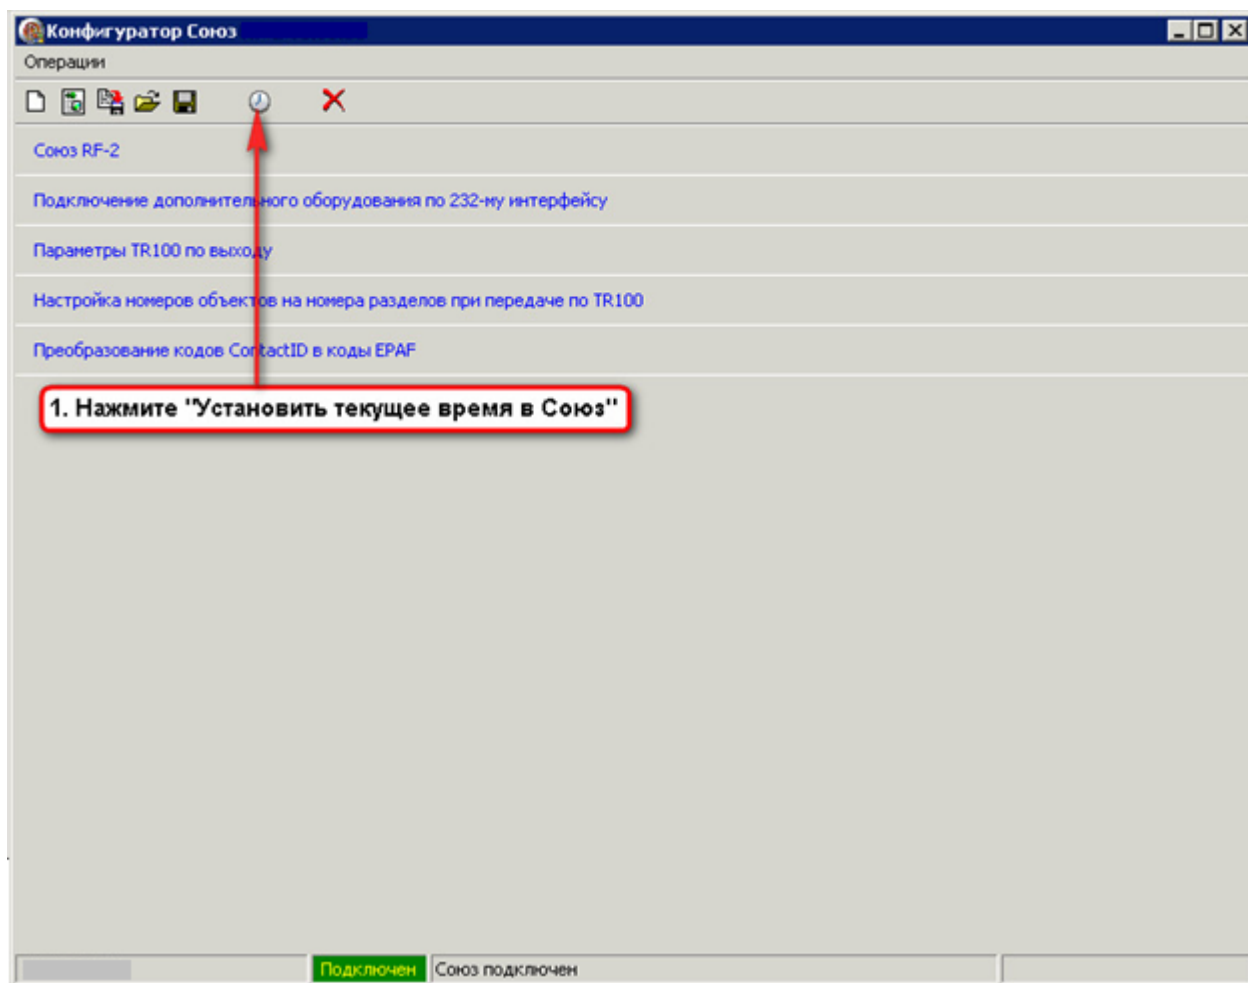 Конфигуратор Союз
Операции
Союз RF-2
Подключение дополнительного оборудования по 232-му интерфейсу
Параметры TR100 по выходу
Настройка номеров объектов на номера разделов при передаче по TR100
Преобразование кодов ContactID в коды EPAF
1. Нажмите "Установить текущее время в Союз"
Подключен Союз подключен